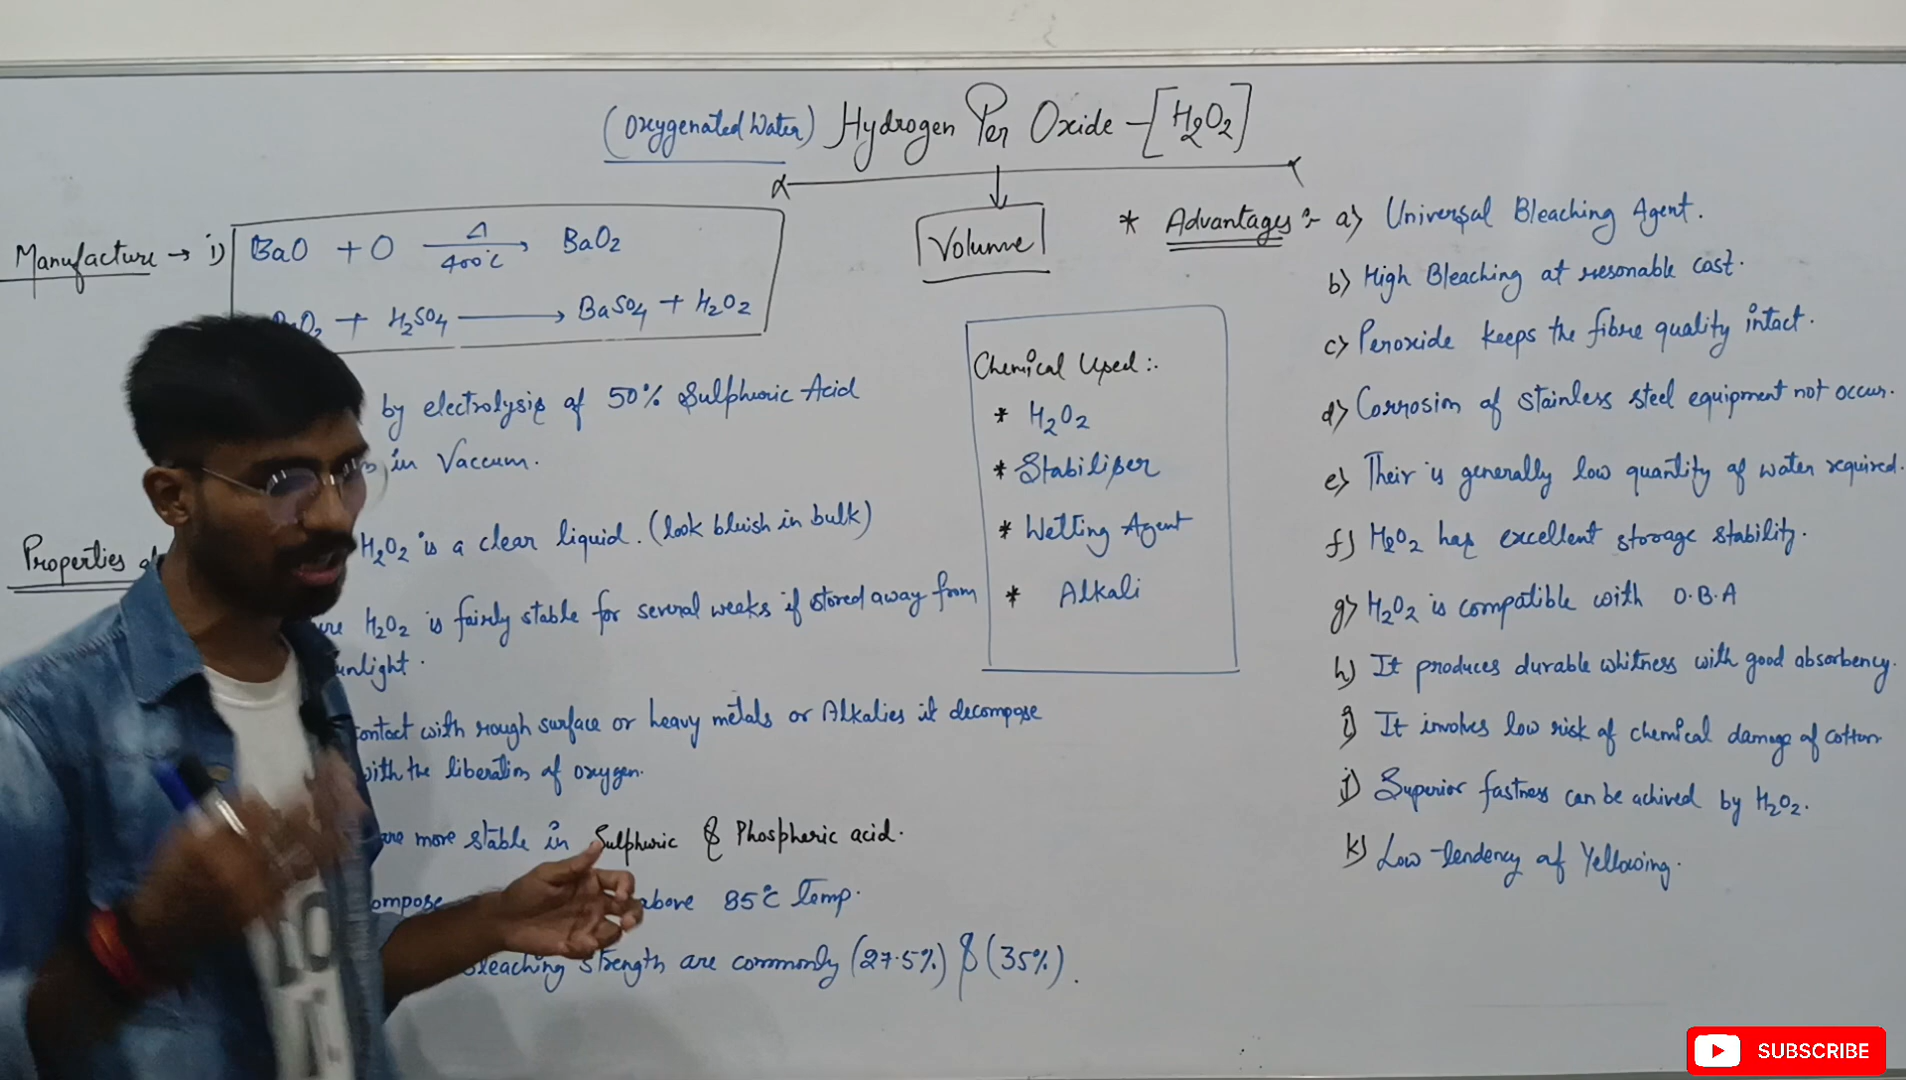 (Oxygenated Water) Hydrogen Per Oxide - [H2O2]
Volume
Manufacture → i) BaO + O Δ 400°C → BaO2
+ H2SO4 → BaSO4 + H2O2
by electrolysis of 50% Sulphuric Acid
in Vaccum.
Properties
H2O2 is a clear liquid. (look bluish in bulk)
H2O2 is fairly stable for several weeks if stored away from
unlight.
contact with rough surface or heavy metals or Alkalies it decompose
with the liberation of oxygen.
are more stable in Sulphuric & Phospheric acid.
ompose above 85°C temp.
Bleaching strength are commonly (27.5%) & (35%).
Chemical Used :-
* H2O2
* Stabiliser
* Wetting Agent
* Alkali
* Advantages :- a) Universal Bleaching Agent.
b) High Bleaching at resonable cost.
c) Peroxide keeps the fibre quality intact.
d) Corrosion of stainless steel equipment not occur.
e) Their is generally low quantity of water required.
f) H2O2 has excellent storage stability.
g) H2O2 is compatible with O.B.A
h) It produces durable whitness with good absorbency.
i) It involves low risk of chemical damage of cotton
j) Superior fastness can be achived by H2O2.
k) Low tendency of Yellowing.
SUBSCRIBE